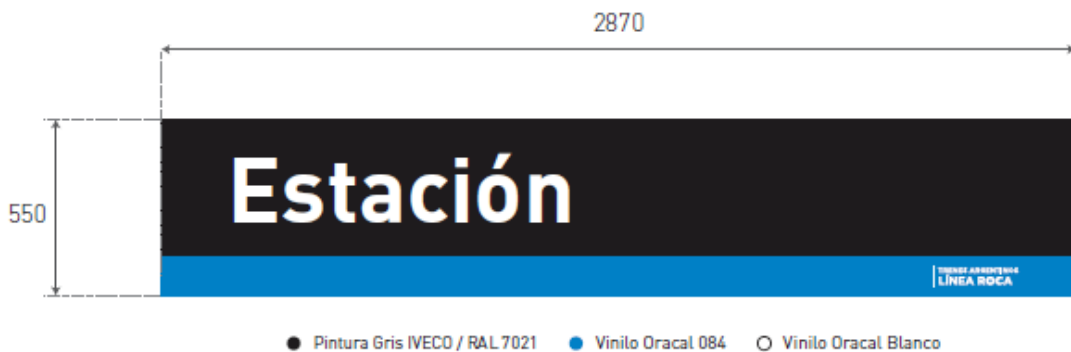 2870
550
Estación
TRENES ARGENTINOS
LÍNEA ROCA
Pintura Gris IVECO / RAL 7021 Vinilo Oracal 084 Vinilo Oracal Blanco